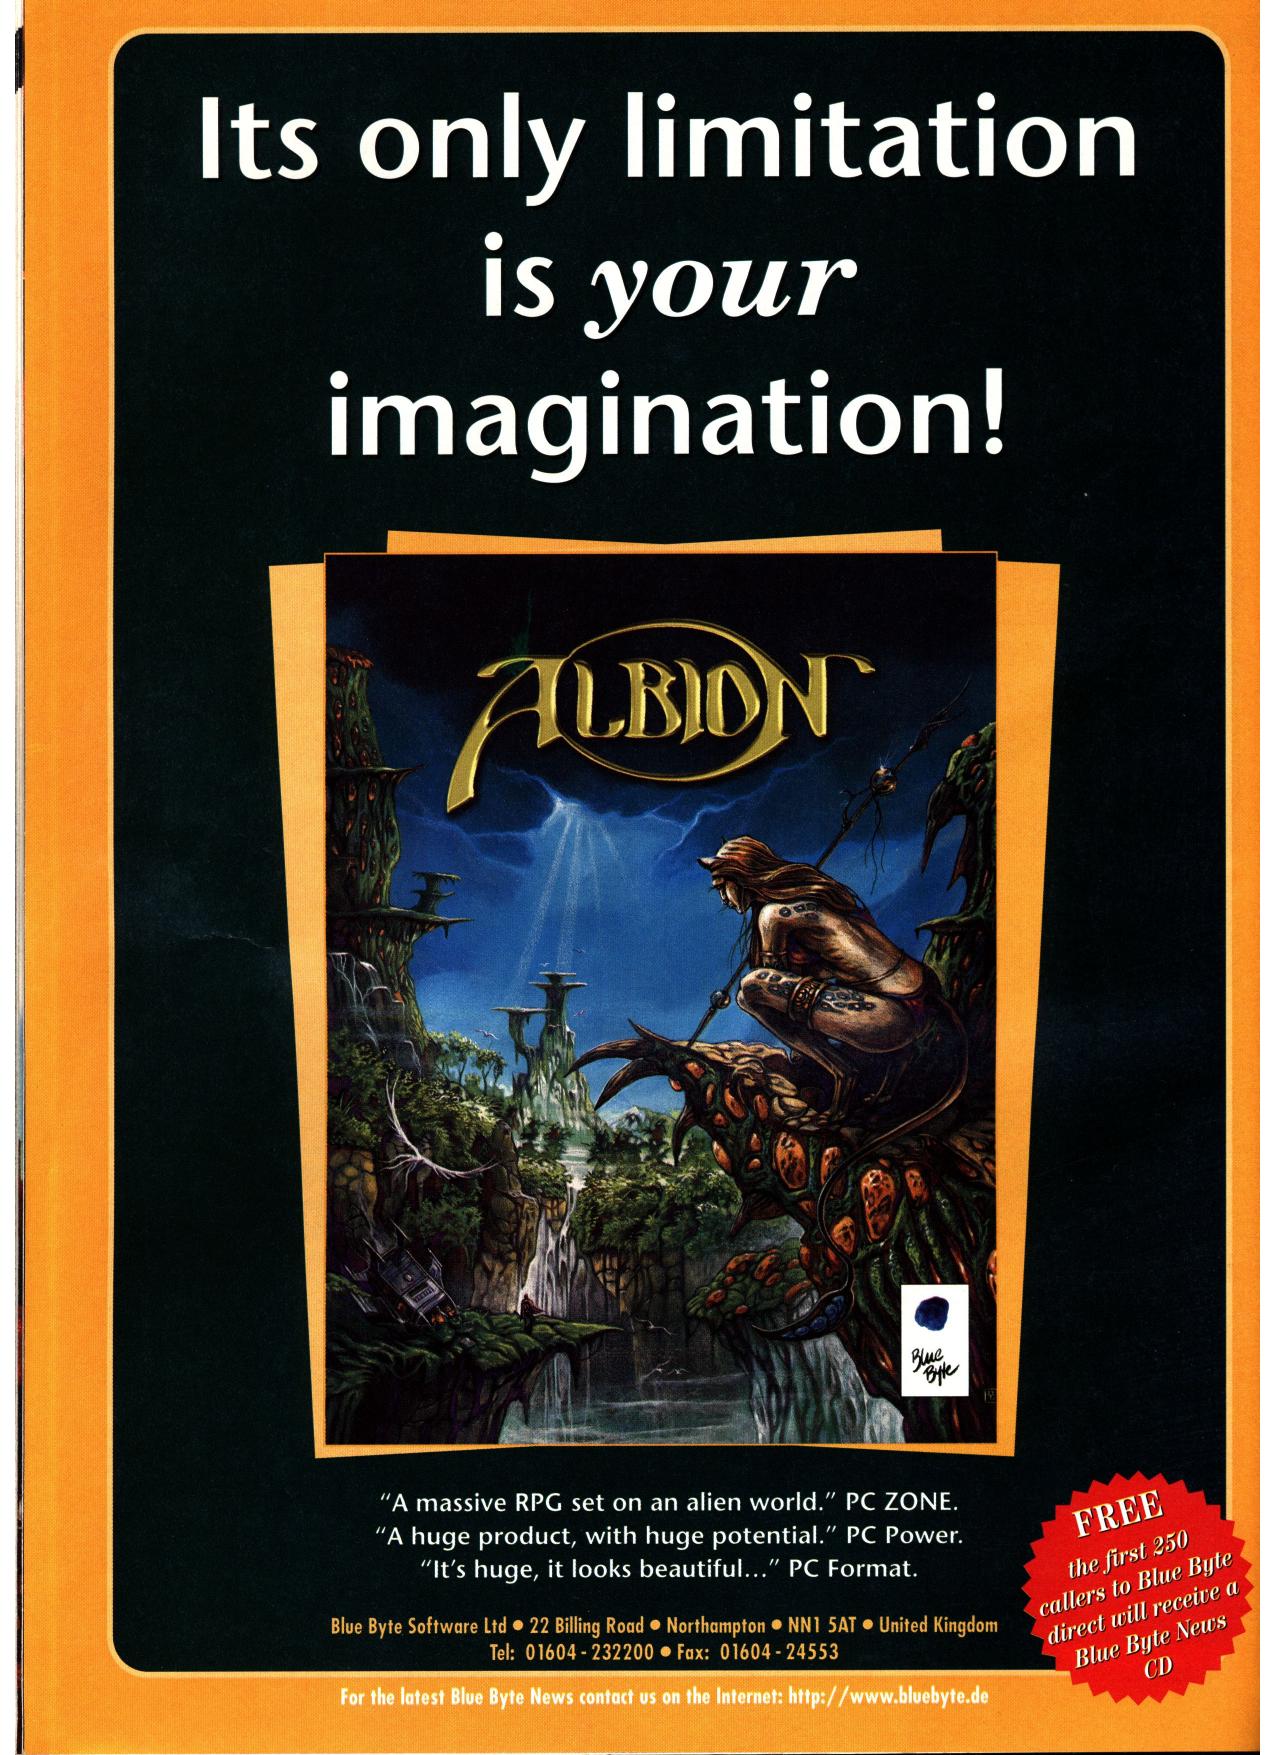 Its only limitation
is your
imagination!
ALBION
Blue
Byte
"A massive RPG set on an alien world." PC ZONE.
"A huge product, with huge potential." PC Power.
"It's huge, it looks beautiful..." PC Format.
Blue Byte Software Ltd • 22 Billing Road • Northampton • NN1 5AT • United Kingdom
Tel: 01604 - 232200 • Fax: 01604 - 24553
For the latest Blue Byte News contact us on the Internet: http://www.bluebyte.de
FREE
the first 250
callers to Blue Byte
direct will receive a
Blue Byte News
CD